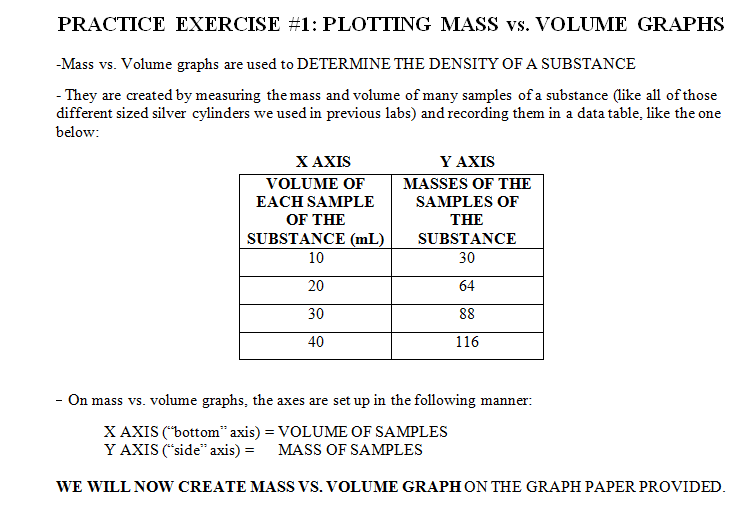 PRACTICE EXERCISE #1: PLOTTING MASS vs. VOLUME GRAPHS
-Mass vs. Volume graphs are used to DETERMINE THE DENSITY OF A SUBSTANCE
- They are created by measuring the mass and volume of many samples of a substance (like all of those
different sized silver cylinders we used in previous labs) and recording them in a data table, like the one
below:
X AXIS Y AXIS
VOLUME OF MASSES OF THE
EACH SAMPLE SAMPLES OF
OF THE THE
SUBSTANCE (mL) SUBSTANCE
10 30
20 64
30 88
40 116
- On mass vs. volume graphs, the axes are set up in the following manner:
X AXIS (“bottom” axis) = VOLUME OF SAMPLES
Y AXIS (“side” axis) = MASS OF SAMPLES
WE WILL NOW CREATE MASS VS. VOLUME GRAPH ON THE GRAPH PAPER PROVIDED.